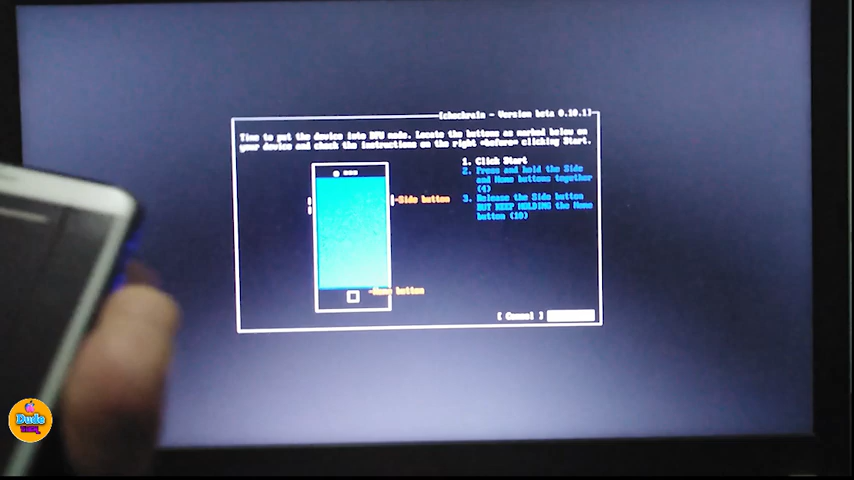 [checkra1n - Version beta 0.10.1]
Time to put the device into DFU mode. Locate the buttons as marked below on
your device and check the instructions on the right =before= clicking Start.
1. Click Start
2. Press and hold the Side
and Home buttons together
(4)
-Side button
3. Release the Side button
BUT KEEP HOLDING the Home
button (10)
-Home button
[ Cancel ]
Dude